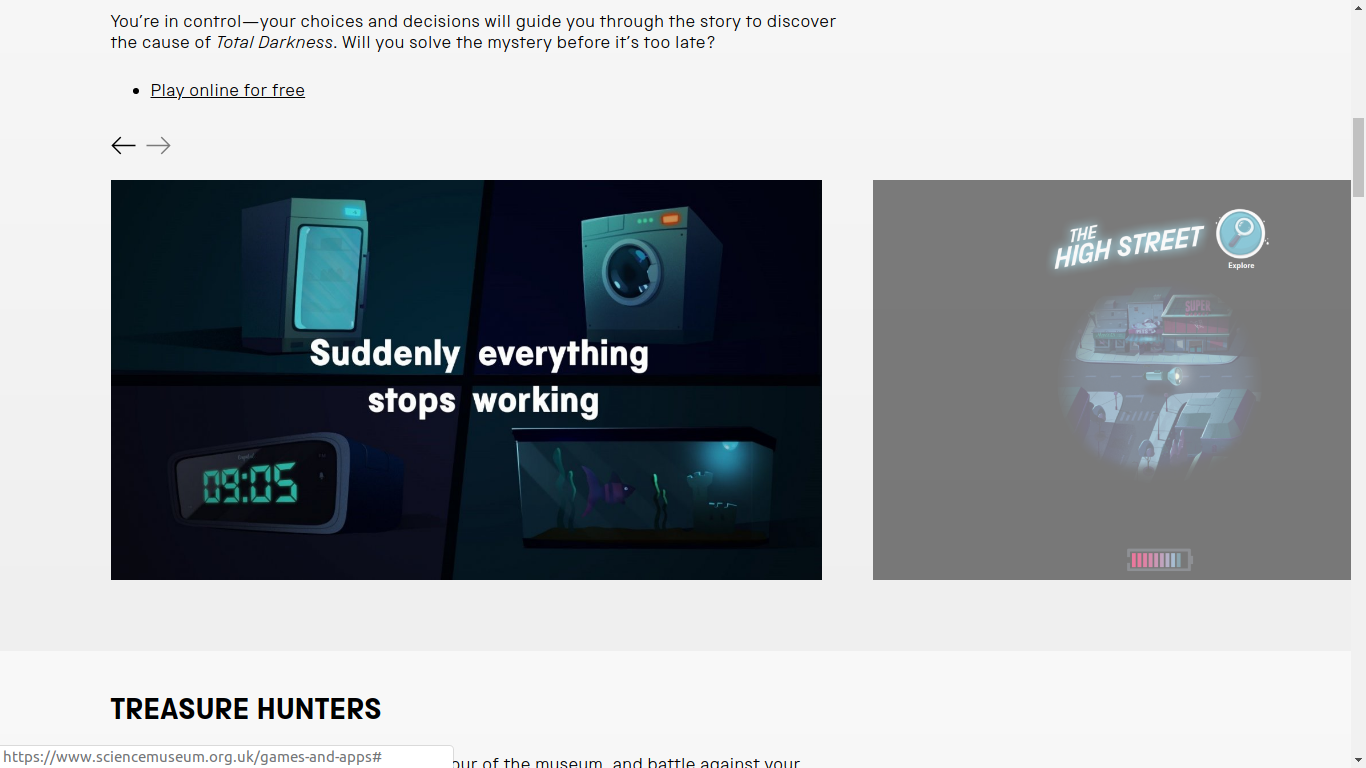 You're in control—your choices and decisions will guide you through the story to discover
the cause of Total Darkness. Will you solve the mystery before it's too late?
Play online for free
Suddenly everything
stops working
09:05
THE
HIGH STREET
Explore
SUPER
TREASURE HUNTERS
our of the museum, and battle against your
https://www.sciencemuseum.org.uk/games-and-apps#